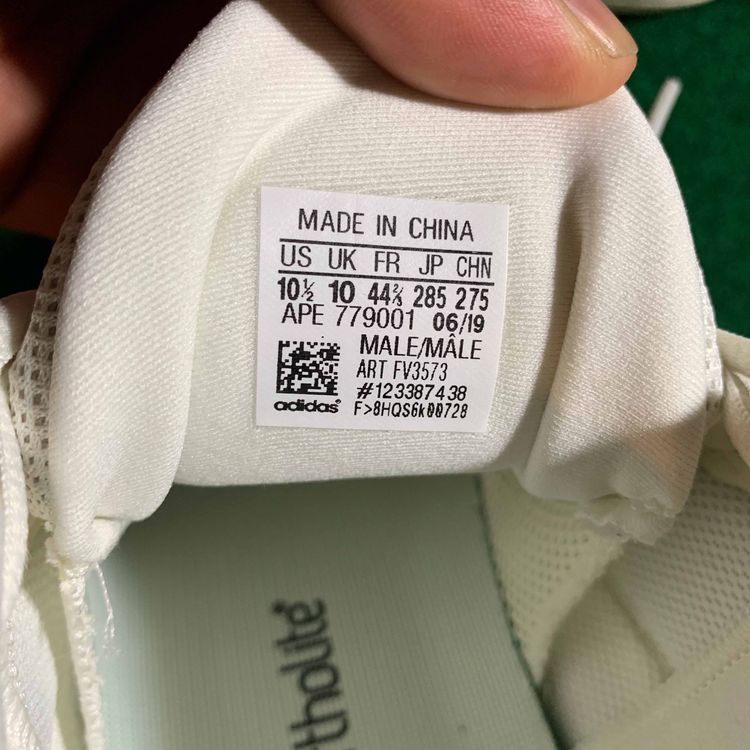 MADE IN CHINA
US UK FR JP CHN
10½ 10 44⅔ 285 275
APE 779001 06/19
MALE/MÂLE
ART FV3573
#123387438
adidas® F>8HQS6k00728
rtholite®